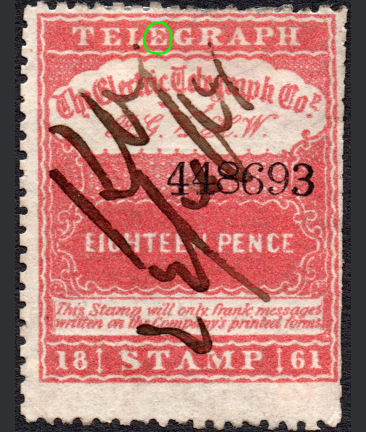 TELEGRAPH
The Electric Telegraph Co.
448693
EIGHTEEN PENCE
This Stamp will only frank messages
written on the Company's printed forms
18 STAMP 61